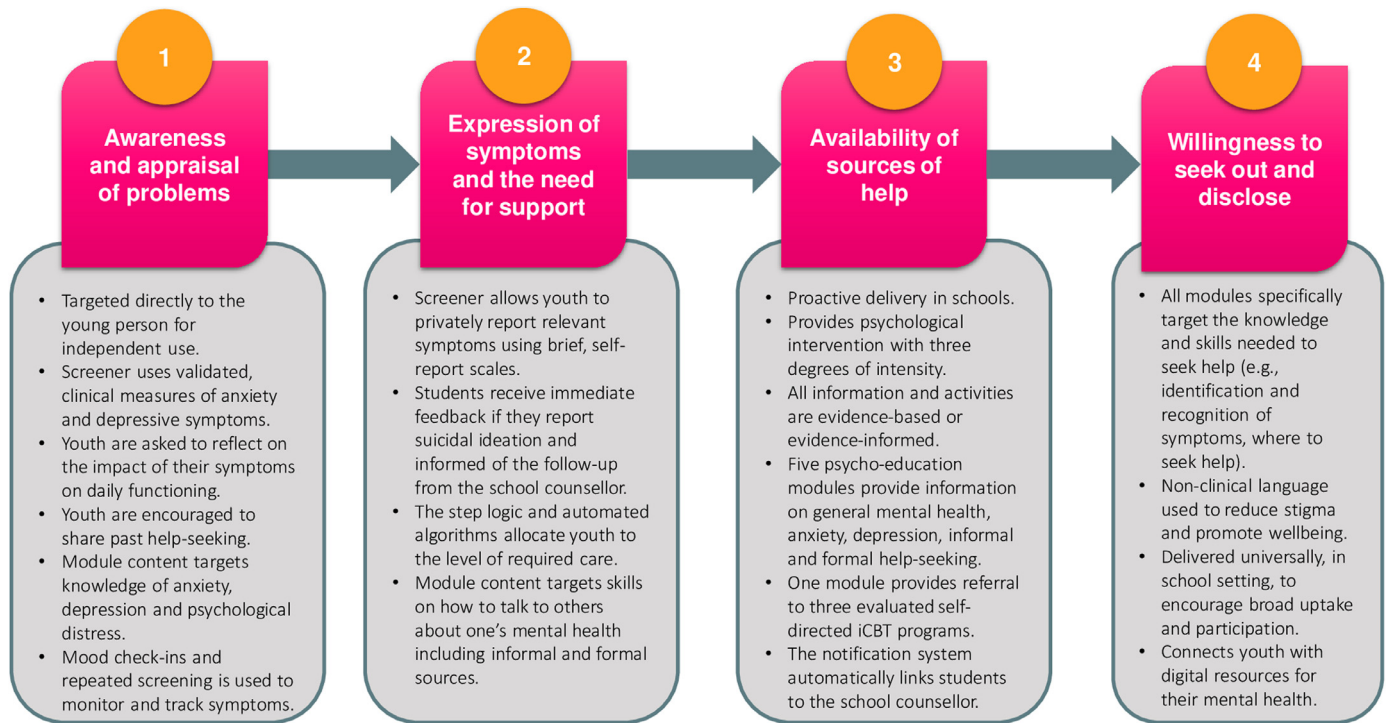 1
Awareness
and appraisal
of problems
• Targeted directly to the
young person for
independent use.
• Screener uses validated,
clinical measures of anxiety
and depressive symptoms.
• Youth are asked to reflect on
the impact of their symptoms
on daily functioning.
• Youth are encouraged to
share past help-seeking.
• Module content targets
knowledge of anxiety,
depression and psychological
distress.
• Mood check-ins and
repeated screening is used to
monitor and track symptoms.
2
Expression of
symptoms
and the need
for support
• Screener allows youth to
privately report relevant
symptoms using brief, self-
report scales.
• Students receive immediate
feedback if they report
suicidal ideation and
informed of the follow-up
from the school counsellor.
• The step logic and automated
algorithms allocate youth to
the level of required care.
• Module content targets skills
on how to talk to others
about one's mental health
including informal and formal
sources.
3
Availability of
sources of
help
• Proactive delivery in schools.
• Provides psychological
intervention with three
degrees of intensity.
• All information and activities
are evidence-based or
evidence-informed.
• Five psycho-education
modules provide information
on general mental health,
anxiety, depression, informal
and formal help-seeking.
• One module provides referral
to three evaluated self-
directed iCBT programs.
• The notification system
automatically links students
to the school counsellor.
4
Willingness to
seek out and
disclose
• All modules specifically
target the knowledge
and skills needed to
seek help (e.g.,
identification and
recognition of
symptoms, where to
seek help).
• Non-clinical language
used to reduce stigma
and promote wellbeing.
• Delivered universally, in
school setting, to
encourage broad uptake
and participation.
• Connects youth with
digital resources for
their mental health.